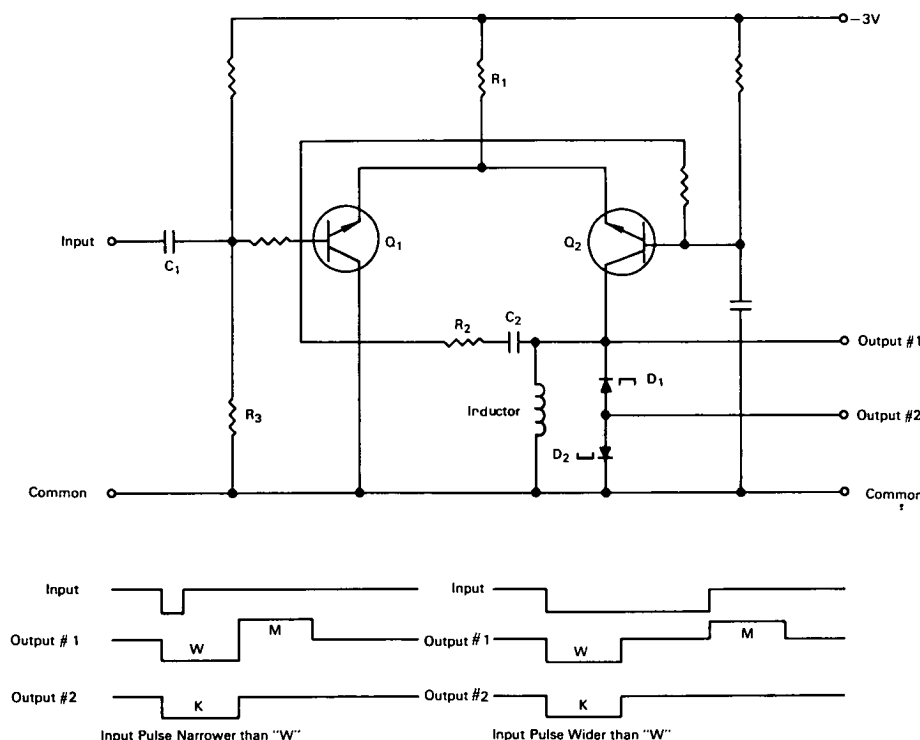 −3V
R1
Input
C1
Q1
Q2
R2
C2
Output #1
D1
R3
Inductor
Output #2
D2
Common
Common
Input
Input
Output # 1
W
M
Output # 1
W
M
Output #2
K
Output #2
K
Input Pulse Narrower than "W"
Input Pulse Wider than "W"